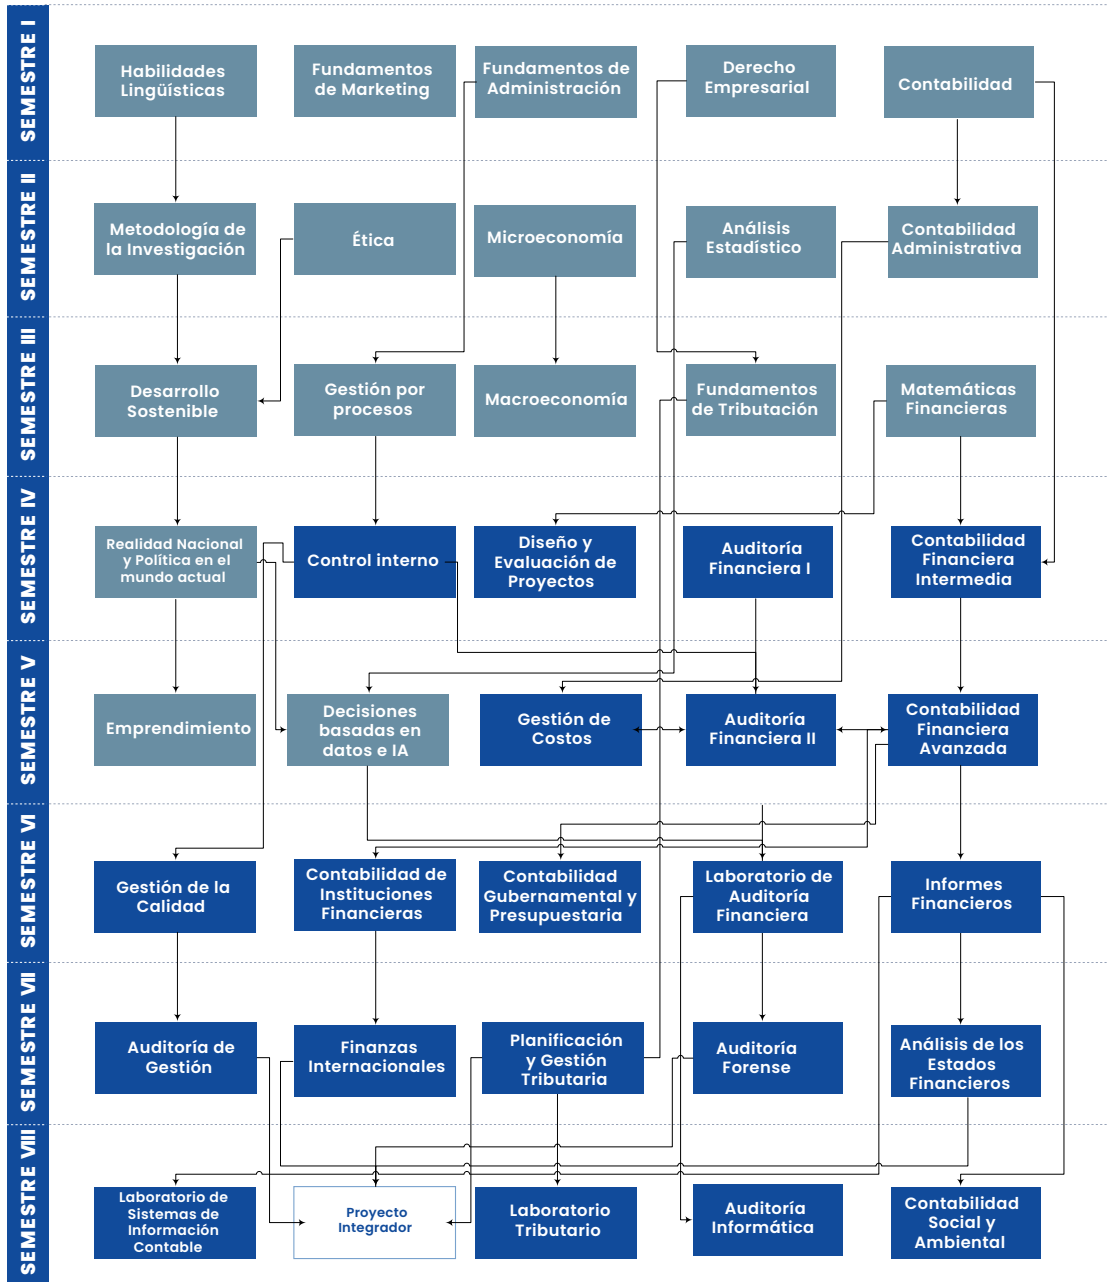 SEMESTRE I
Habilidades
Lingüísticas
Fundamentos
de Marketing
Fundamentos de
Administración
Derecho
Empresarial
Contabilidad
SEMESTRE II
Metodología de
la Investigación
Ética
Microeconomía
Análisis
Estadístico
Contabilidad
Administrativa
SEMESTRE III
Desarrollo
Sostenible
Gestión por
procesos
Macroeconomía
Fundamentos
de Tributación
Matemáticas
Financieras
SEMESTRE IV
Realidad Nacional
y Política en el
mundo actual
Control interno
Diseño y
Evaluación de
Proyectos
Auditoría
Financiera I
Contabilidad
Financiera
Intermedia
SEMESTRE V
Emprendimiento
Decisiones
basadas en
datos e IA
Gestión de
Costos
Auditoría
Financiera II
Contabilidad
Financiera
Avanzada
SEMESTRE VI
Gestión de la
Calidad
Contabilidad de
Instituciones
Financieras
Contabilidad
Gubernamental y
Presupuestaria
Laboratorio de
Auditoría
Financiera
Informes
Financieros
SEMESTRE VII
Auditoría de
Gestión
Finanzas
Internacionales
Planificación
y Gestión
Tributaria
Auditoría
Forense
Análisis de los
Estados
Financieros
SEMESTRE VIII
Laboratorio de
Sistemas de
Información
Contable
Proyecto
Integrador
Laboratorio
Tributario
Auditoría
Informática
Contabilidad
Social y
Ambiental